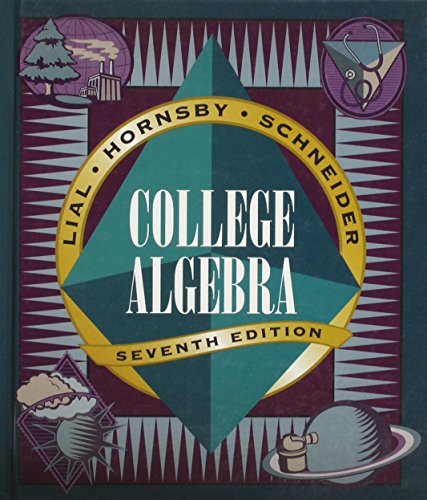 LIAL • HORNSBY • SCHNEIDER
COLLEGE
ALGEBRA
SEVENTH EDITION